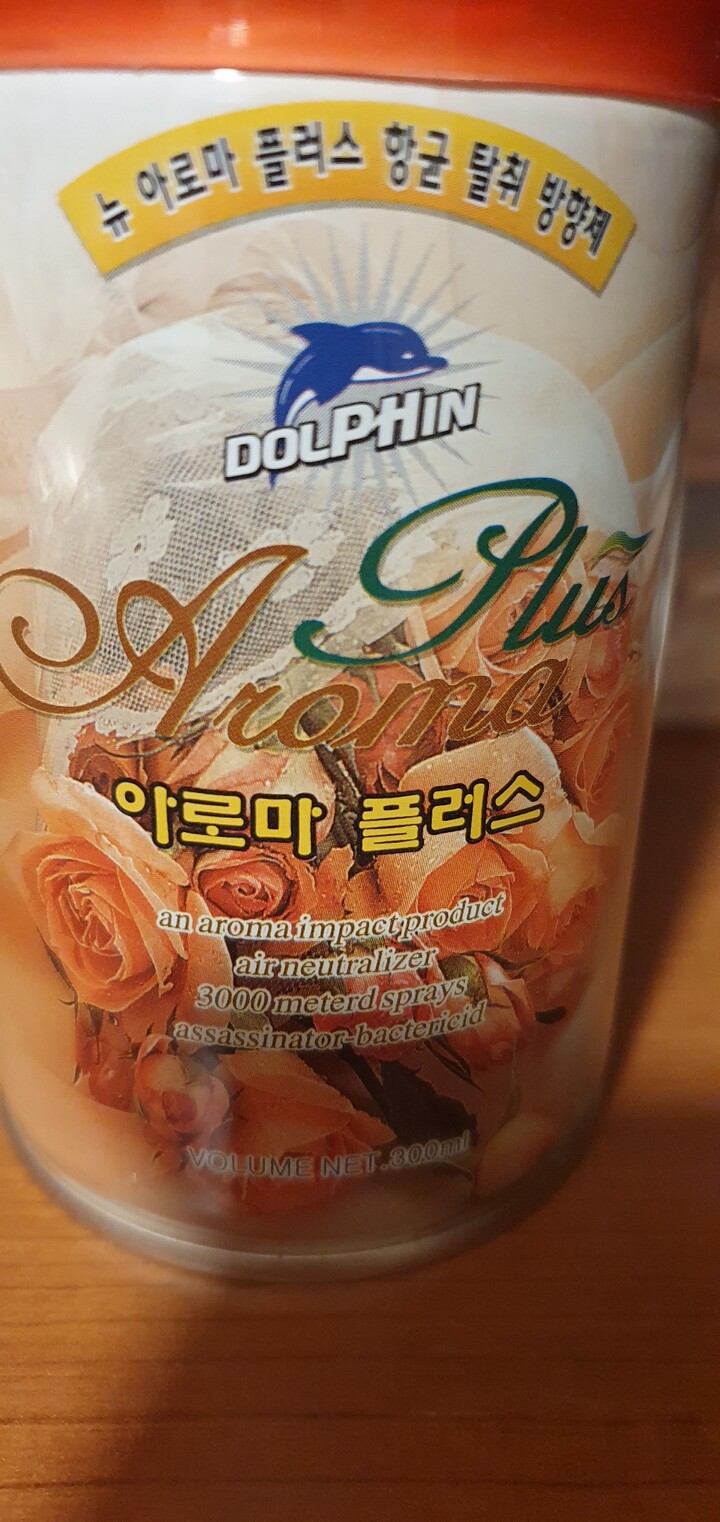 뉴 아로마 플러스 항균 탈취 방향제
DOLPHIN
Aroma Plus
아로마 플러스
an aroma impact product
air neutralizer
3000 meterd sprays
assassinator-bactericid
VOLUME NET.300ml